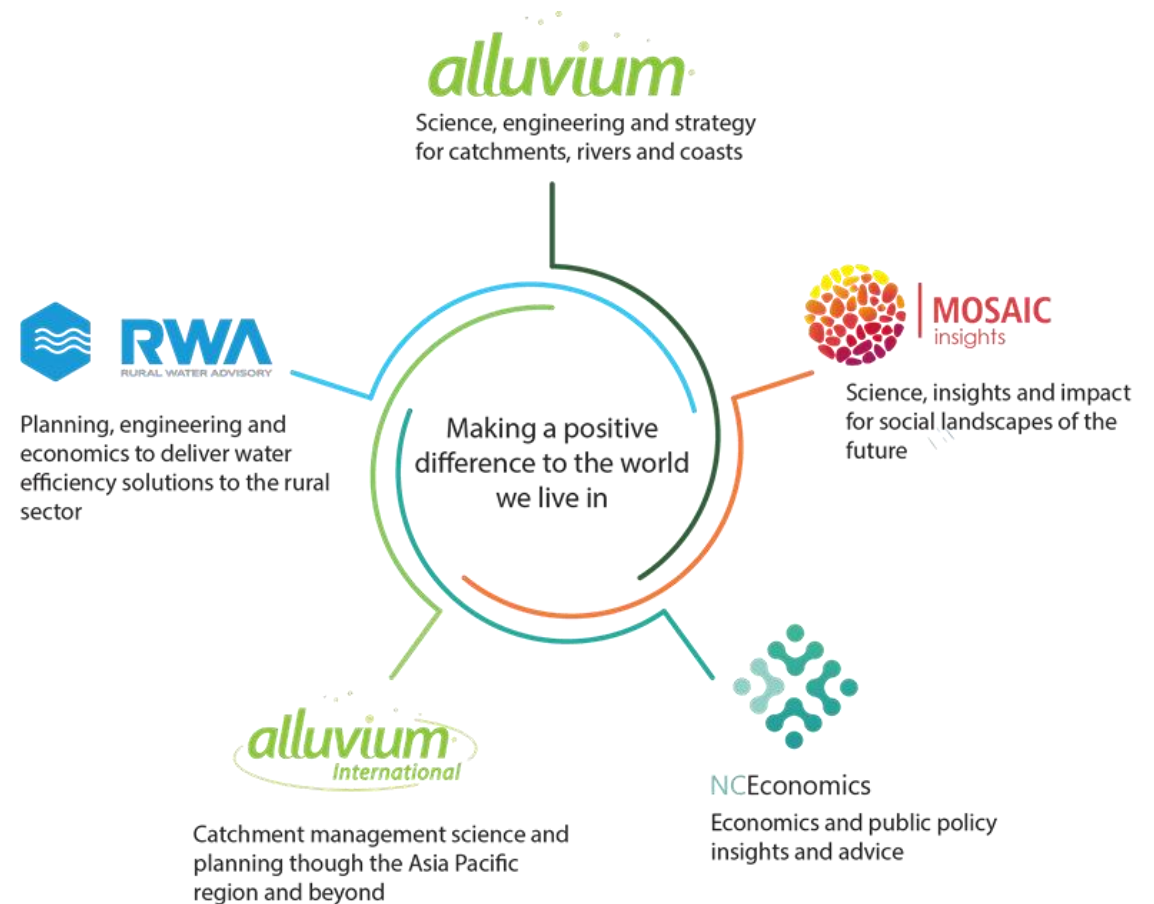 alluvium
Science, engineering and strategy
for catchments, rivers and coasts
RWA
RURAL WATER ADVISORY
Planning, engineering and
economics to deliver water
efficiency solutions to the rural
sector
MOSAIC
insights
Science, insights and impact
for social landscapes of the
future
Making a positive
difference to the world
we live in
alluvium
International
Catchment management science and
planning though the Asia Pacific
region and beyond
NCEconomics
Economics and public policy
insights and advice